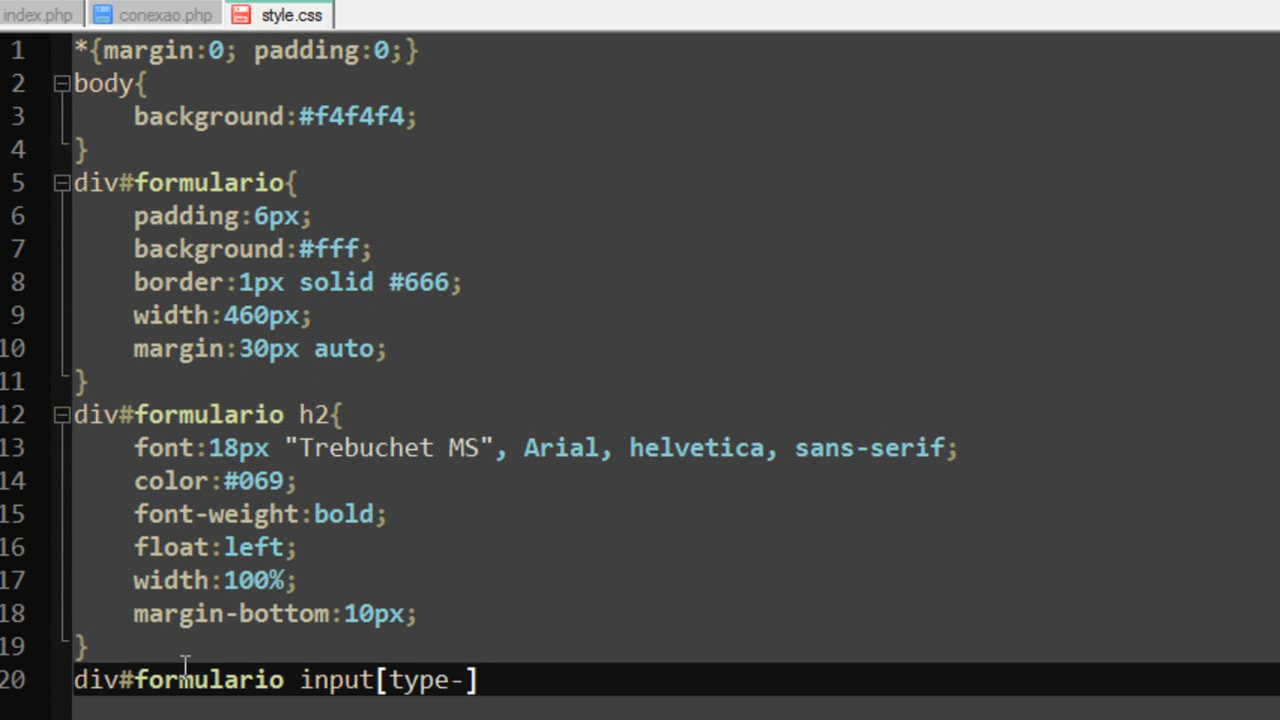 index.php conexao.php style.css
1 *{margin:0; padding:0;}
2 body{
3 background:#f4f4f4;
4 }
5 div#formulario{
6 padding:6px;
7 background:#fff;
8 border:1px solid #666;
9 width:460px;
10 margin:30px auto;
11 }
12 div#formulario h2{
13 font:18px "Trebuchet MS", Arial, helvetica, sans-serif;
14 color:#069;
15 font-weight:bold;
16 float:left;
17 width:100%;
18 margin-bottom:10px;
19 }
20 div#formulario input[type-]